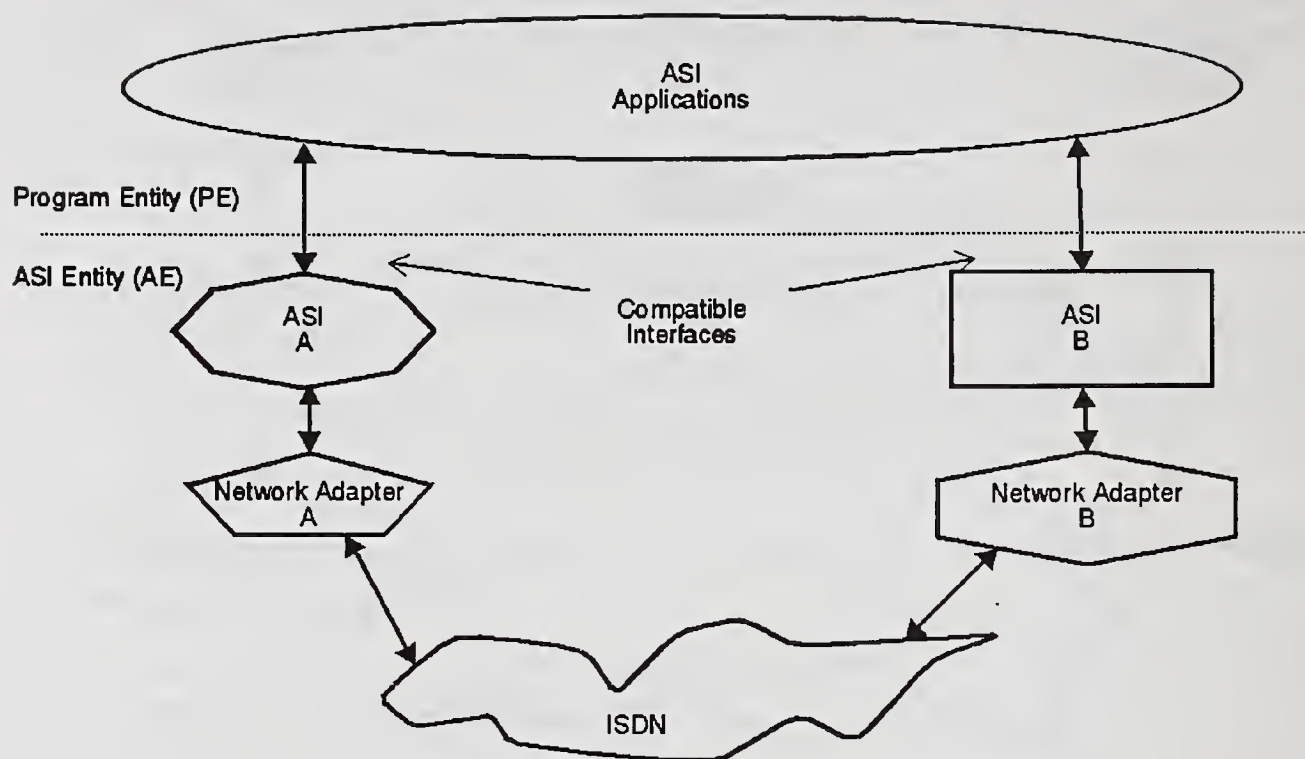 ASI
Applications
Program Entity (PE)
ASI Entity (AE)
ASI
A
Compatible
Interfaces
ASI
B
Network Adapter
A
Network Adapter
B
ISDN